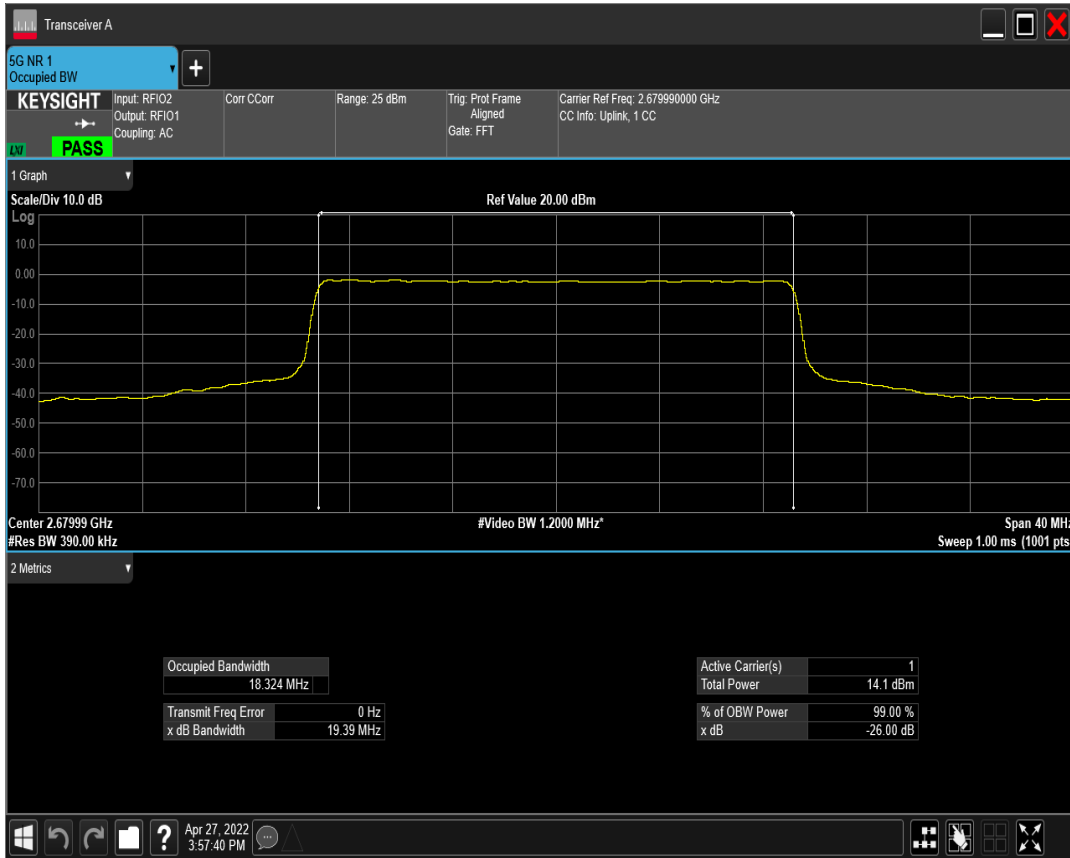 Transceiver A
5G NR 1
Occupied BW
+
KEYSIGHT
LXI
PASS
Input: RFIO2
Output: RFIO1
Coupling: AC
Corr CCorr
Range: 25 dBm
Trig: Prot Frame
Aligned
Gate: FFT
Carrier Ref Freq: 2.679990000 GHz
CC Info: Uplink, 1 CC
1 Graph
Scale/Div 10.0 dB
Ref Value 20.00 dBm
Log
10.0
0.00
-10.0
-20.0
-30.0
-40.0
-50.0
-60.0
-70.0
Center 2.67999 GHz
#Video BW 1.2000 MHz*
Span 40 MHz
#Res BW 390.00 kHz
Sweep 1.00 ms (1001 pts
2 Metrics
Occupied Bandwidth
18.324 MHz
Transmit Freq Error 0 Hz
x dB Bandwidth 19.39 MHz
Active Carrier(s) 1
Total Power 14.1 dBm
% of OBW Power 99.00 %
x dB -26.00 dB
?
Apr 27, 2022
3:57:40 PM